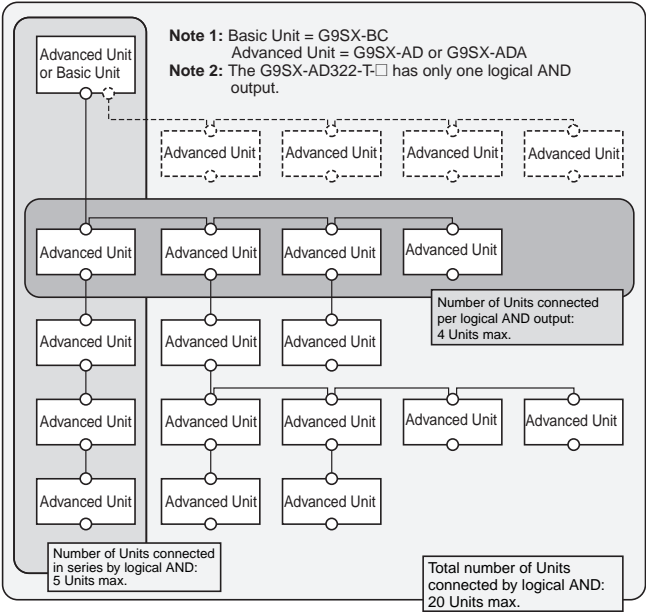 Advanced Unit
or Basic Unit
Note 1: Basic Unit = G9SX-BC
Advanced Unit = G9SX-AD or G9SX-ADA
Note 2: The G9SX-AD322-T-□ has only one logical AND
output.
Advanced Unit
Advanced Unit
Advanced Unit
Advanced Unit
Advanced Unit
Advanced Unit
Advanced Unit
Advanced Unit
Number of Units connected
per logical AND output:
4 Units max.
Advanced Unit
Advanced Unit
Advanced Unit
Advanced Unit
Advanced Unit
Advanced Unit
Advanced Unit
Advanced Unit
Advanced Unit
Advanced Unit
Advanced Unit
Number of Units connected
in series by logical AND:
5 Units max.
Total number of Units
connected by logical AND:
20 Units max.